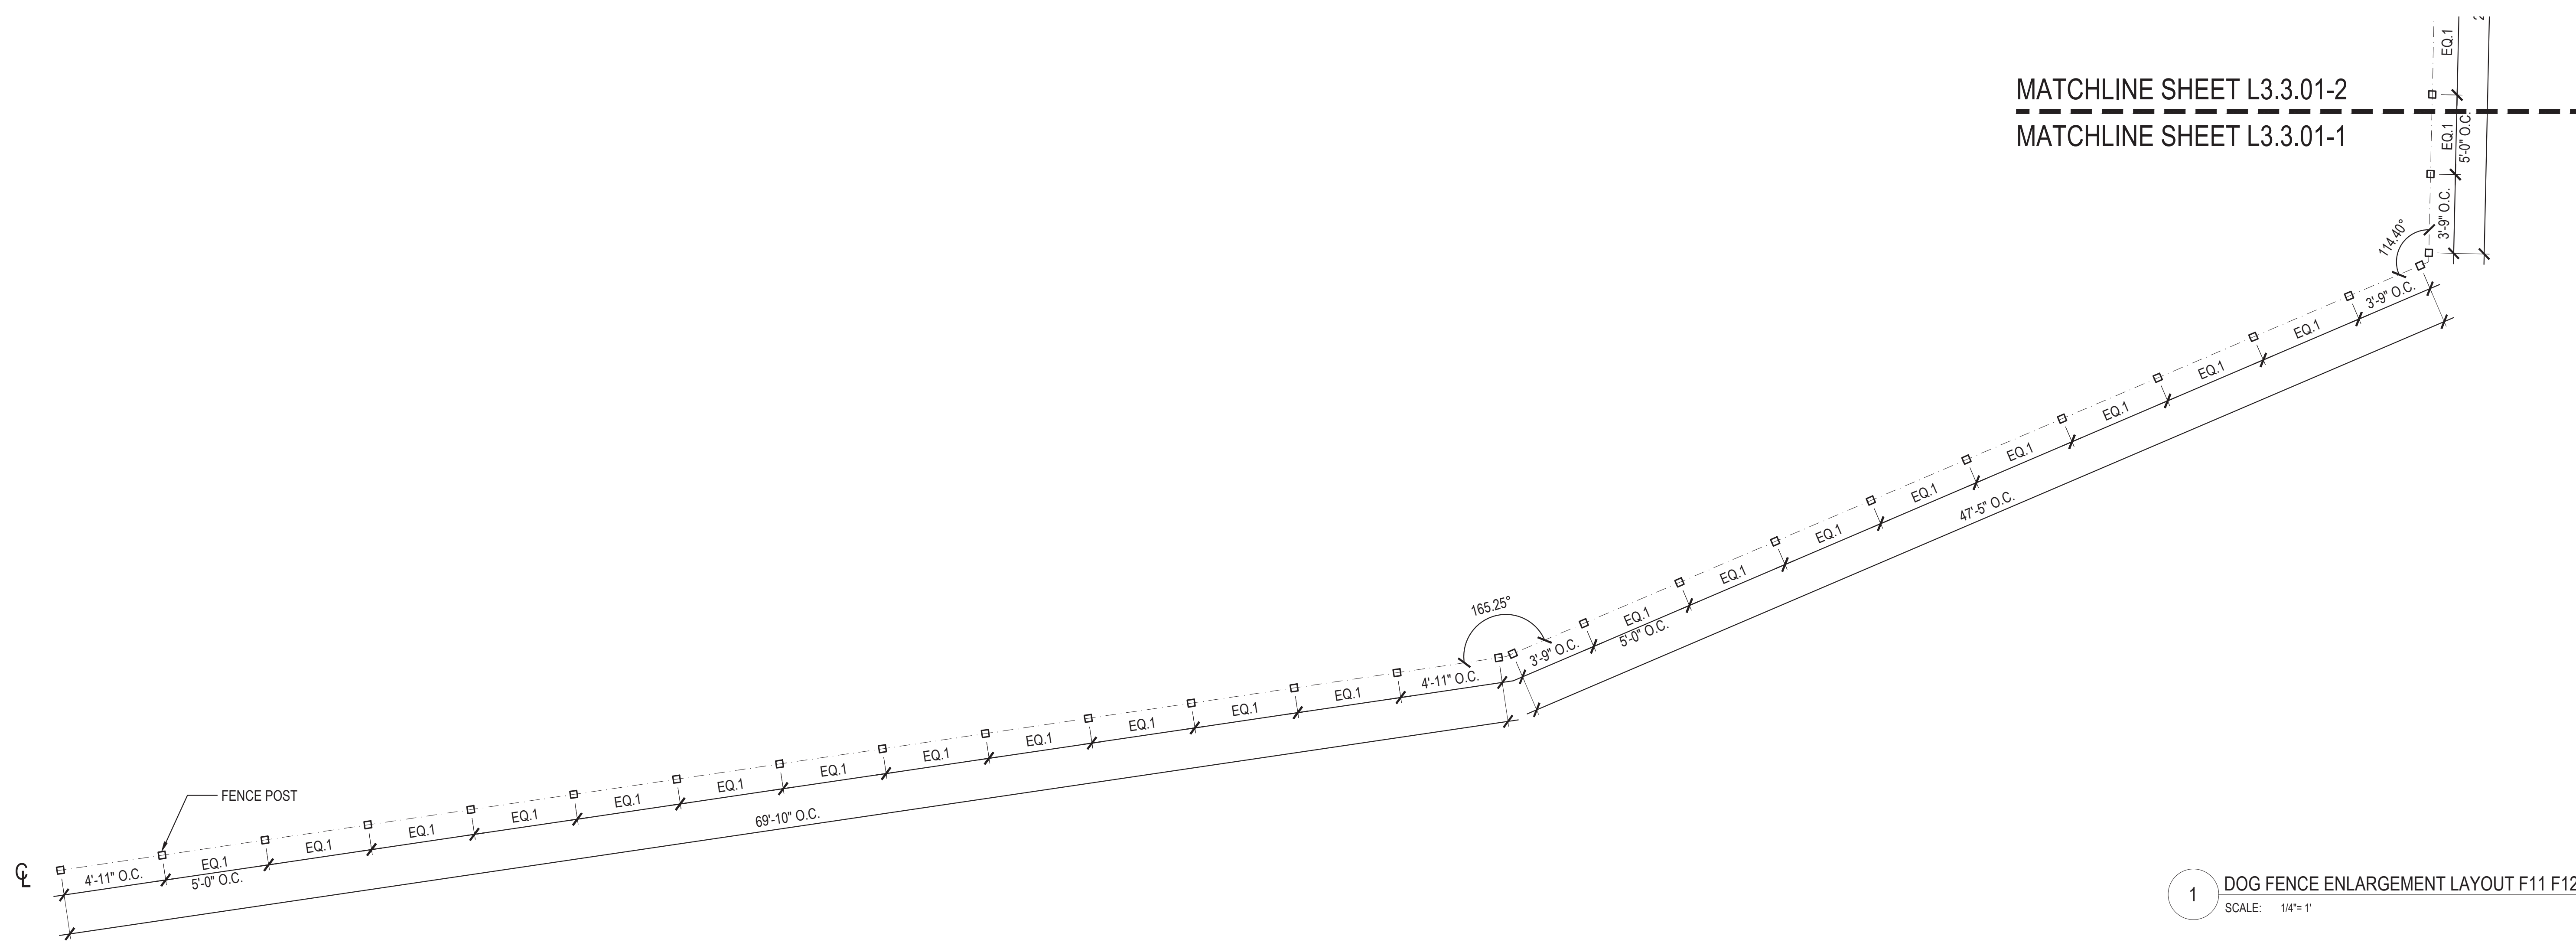 2
EQ.1
MATCHLINE SHEET L3.3.01-2
MATCHLINE SHEET L3.3.01-1
EQ.1
5'-0" O.C.
3'-9" O.C.
114.40°
3'-9" O.C.
EQ.1
EQ.1
EQ.1
EQ.1
EQ.1
EQ.1
EQ.1
EQ.1
5'-0" O.C.
3'-9" O.C.
47'-5" O.C.
165.25°
4'-11" O.C.
EQ.1
EQ.1
EQ.1
EQ.1
EQ.1
EQ.1
EQ.1
EQ.1
EQ.1
EQ.1
EQ.1
EQ.1
5'-0" O.C.
4'-11" O.C.
69'-10" O.C.
FENCE POST
℄
1
DOG FENCE ENLARGEMENT LAYOUT F11 F12
SCALE: 1/4"= 1'